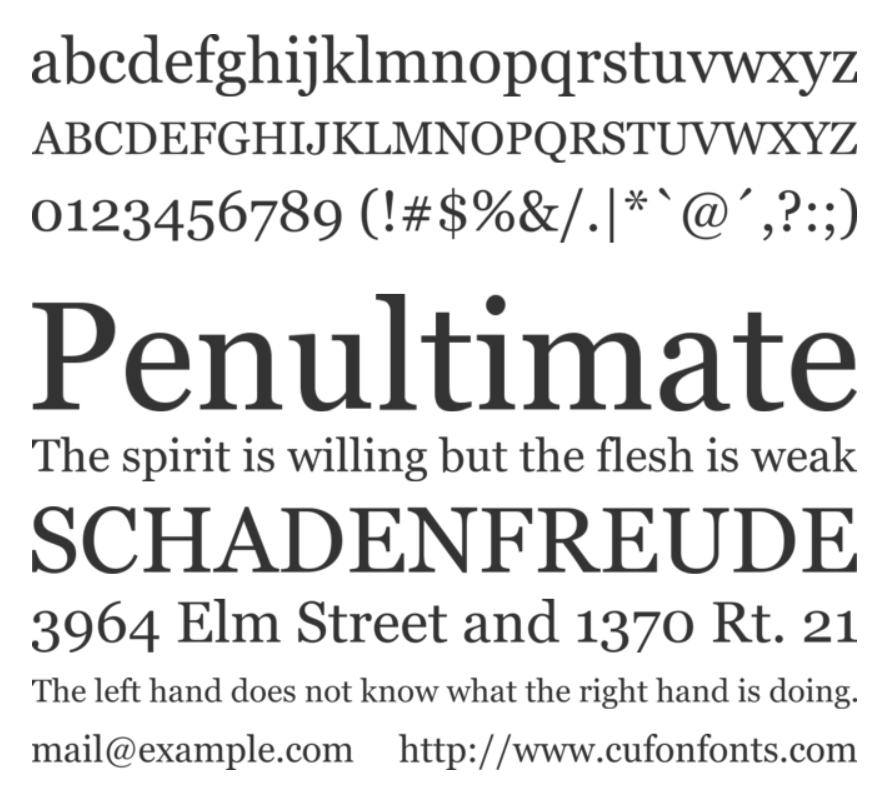 abcdefghijklmnopqrstuvwxyz
ABCDEFGHIJKLMNOPQRSTUVWXYZ
0123456789 (!#$%&/.|*`@´,?:;)
Penultimate
The spirit is willing but the flesh is weak
SCHADENFREUDE
3964 Elm Street and 1370 Rt. 21
The left hand does not know what the right hand is doing.
mail@example.com http://www.cufonfonts.com